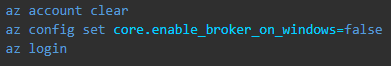 az account clear
az config set core.enable_broker_on_windows=false
az login